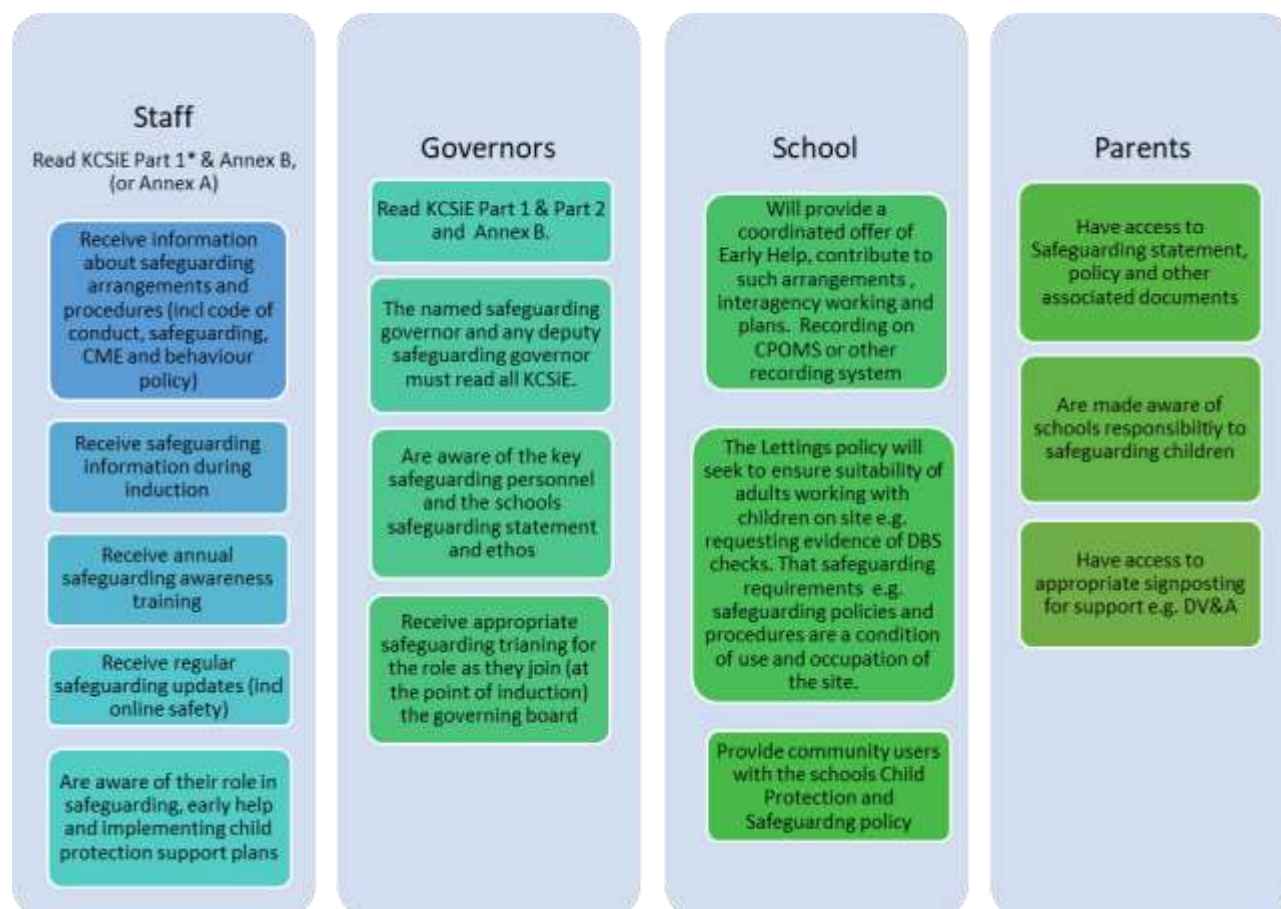 Staff
Read KCSiE Part 1* & Annex B,
(or Annex A)
Receive information
about safeguarding
arrangements and
procedures (incl code of
conduct, safeguarding,
CME and behaviour
policy)
Receive safeguarding
information during
induction
Receive annual
safeguarding awareness
training
Receive regular
safeguarding updates (incl
online safety)
Are aware of their role in
safeguarding, early help
and implementing child
protection support plans
Governors
Read KCSiE Part 1 & Part 2
and Annex B.
The named safeguarding
governor and any deputy
safeguarding governor
must read all KCSiE.
Are aware of the key
safeguarding personnel
and the schools
safeguarding statement
and ethos
Receive appropriate
safeguarding trianing for
the role as they join (at
the point of induction)
the governing board
School
Will provide a
coordinated offer of
Early Help, contribute to
such arrangements ,
interagency working and
plans. Recording on
CPOMS or other
recording system
The Lettings policy will
seek to ensure suitability of
adults working with
children on site e.g.
requesting evidence of DBS
checks. That safeguarding
requirements e.g.
safeguarding policies and
procedures are a condition
of use and occupation of
the site.
Provide community users
with the schools Child
Protection and
Safeguardng policy
Parents
Have access to
Safeguarding statement,
policy and other
associated documents
Are made aware of
schools responsibiltiy to
safeguarding children
Have access to
appropriate signposting
for support e.g. DV&A